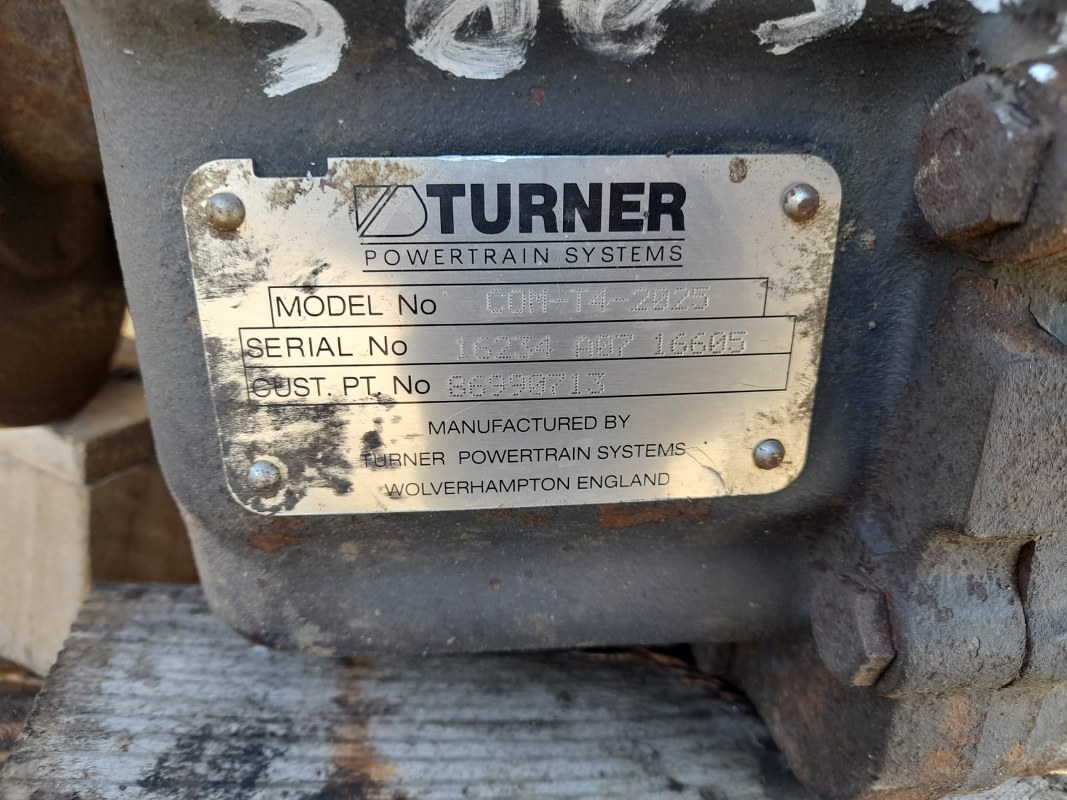 TURNER
POWERTRAIN SYSTEMS
MODEL No COM-T4-2025
SERIAL No 16234 A07 16605
CUST. PT. No 86990713
MANUFACTURED BY
TURNER POWERTRAIN SYSTEMS
WOLVERHAMPTON ENGLAND